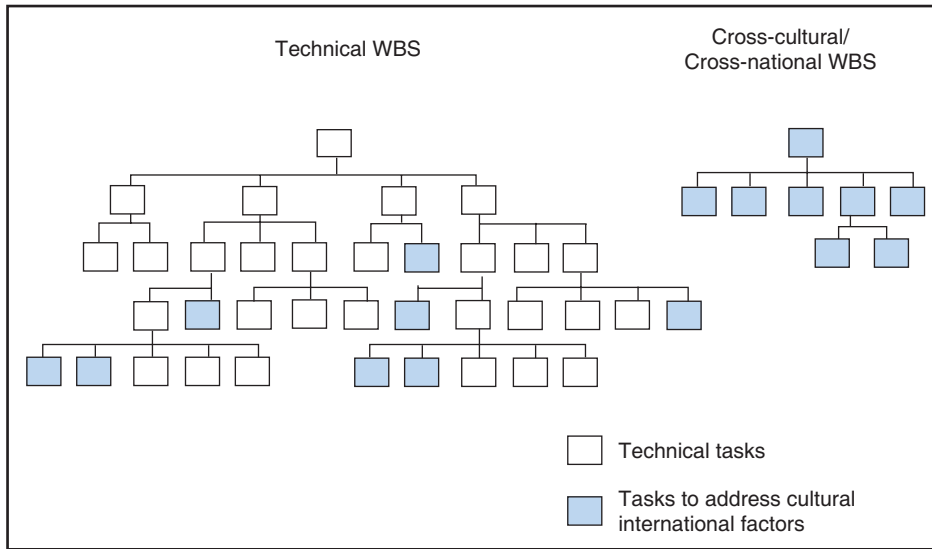 Technical WBS
Cross-cultural/
Cross-national WBS
Technical tasks
Tasks to address cultural
international factors